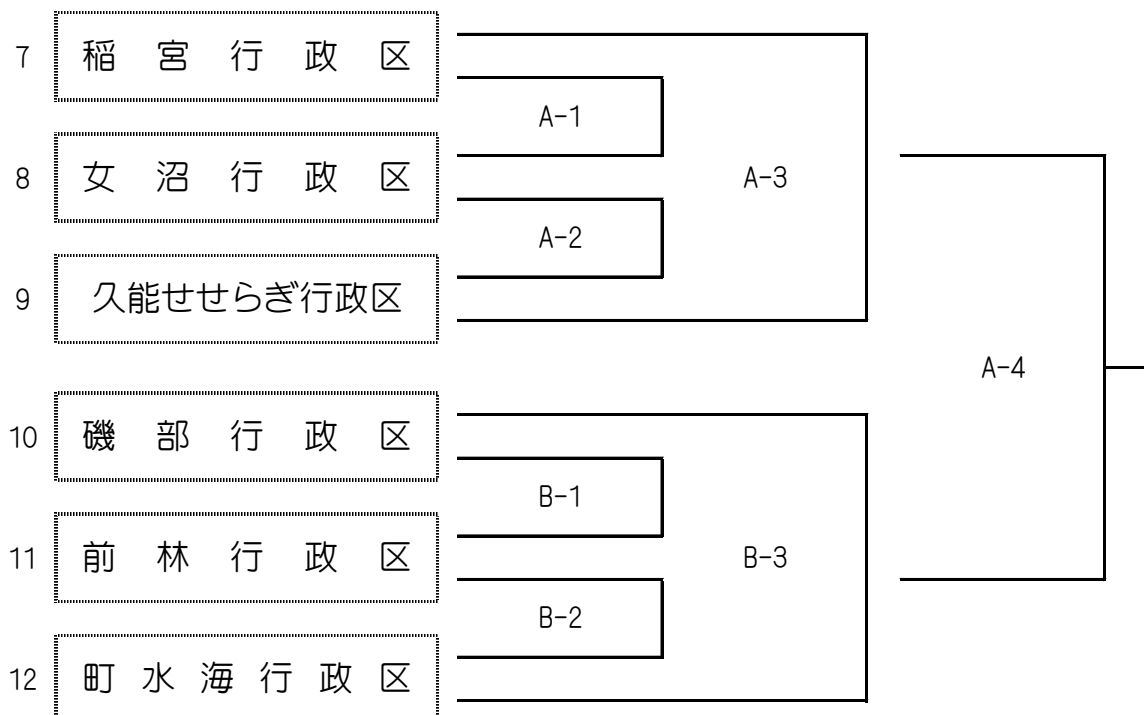 7 稲宮行政区
A-1
8 女沼行政区
A-3
A-2
9 久能せせらぎ行政区
A-4
10 磯部行政区
B-1
11 前林行政区
B-3
B-2
12 町水海行政区